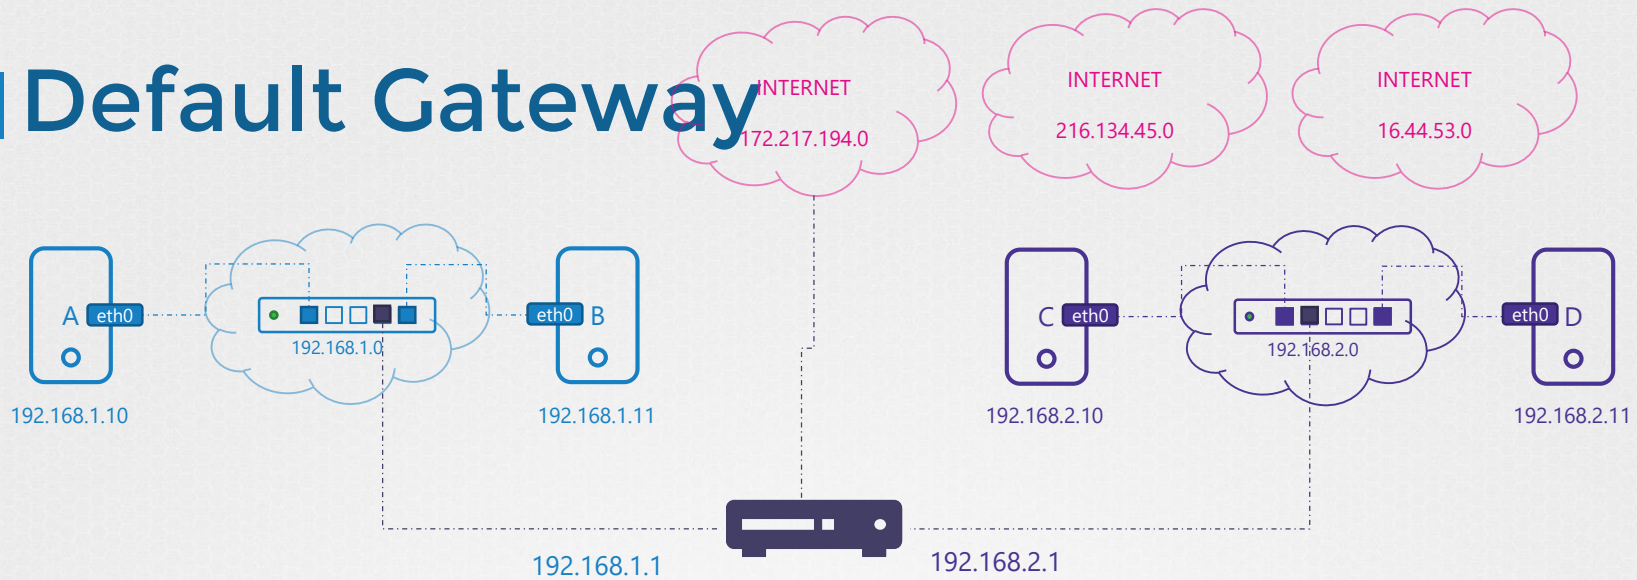 Default Gateway
INTERNET
172.217.194.0
INTERNET
216.134.45.0
INTERNET
16.44.53.0
A
eth0
192.168.1.0
eth0
B
192.168.1.10
192.168.1.11
C
eth0
192.168.2.0
eth0
D
192.168.2.10
192.168.2.11
192.168.1.1
192.168.2.1